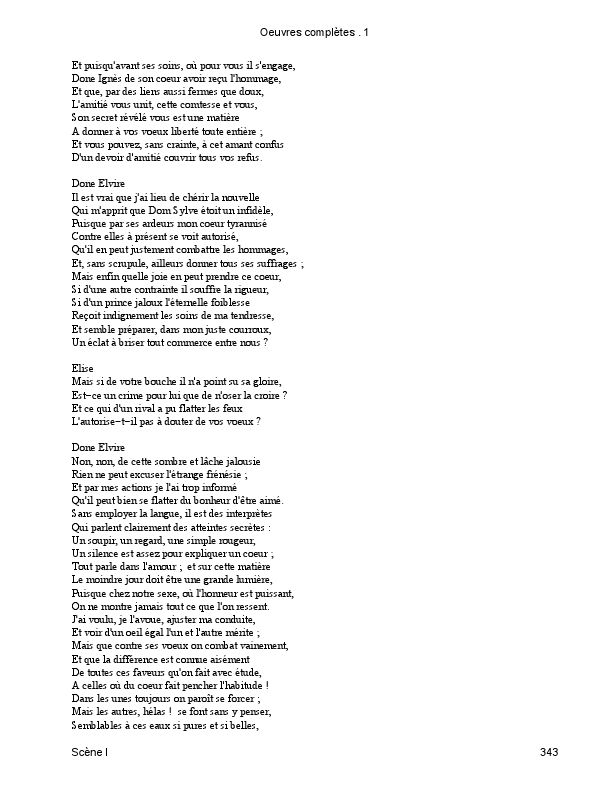 Oeuvres complètes . 1
Et puisqu'avant ses soins, où pour vous il s'engage,
Done Ignès de son coeur avoir reçu l'hommage,
Et que, par des liens aussi fermes que doux,
L'amitié vous unit, cette comtesse et vous,
Son secret révélé vous est une matière
A donner à vos voeux liberté toute entière ;
Et vous pouvez, sans crainte, à cet amant confus
D'un devoir d'amitié couvrir tous vos refus.
Done Elvire
Il est vrai que j'ai lieu de chérir la nouvelle
Qui m'apprit que Dom Sylve étoit un infidèle,
Puisque par ses ardeurs mon coeur tyrannisé
Contre elles à présent se voit autorisé,
Qu'il en peut justement combattre les hommages,
Et, sans scrupule, ailleurs donner tous ses suffrages ;
Mais enfin quelle joie en peut prendre ce coeur,
Si d'une autre contrainte il souffre la rigueur,
Si d'un prince jaloux l'éternelle foiblesse
Reçoit indignement les soins de ma tendresse,
Et semble préparer, dans mon juste courroux,
Un éclat à briser tout commerce entre nous ?
Elise
Mais si de votre bouche il n'a point su sa gloire,
Est-ce un crime pour lui que de n'oser la croire ?
Et ce qui d'un rival a pu flatter les feux
L'autorise-t-il pas à douter de vos voeux ?
Done Elvire
Non, non, de cette sombre et lâche jalousie
Rien ne peut excuser l'étrange frénésie ;
Et par mes actions je l'ai trop informé
Qu'il peut bien se flatter du bonheur d'être aimé.
Sans employer la langue, il est des interprètes
Qui parlent clairement des atteintes secrètes :
Un soupir, un regard, une simple rougeur,
Un silence est assez pour expliquer un coeur ;
Tout parle dans l'amour ; et sur cette matière
Le moindre jour doit être une grande lumière,
Puisque chez notre sexe, où l'honneur est puissant,
On ne montre jamais tout ce que l'on ressent.
J'ai voulu, je l'avoue, ajuster ma conduite,
Et voir d'un oeil égal l'un et l'autre mérite ;
Mais que contre ses voeux on combat vainement,
Et que la différence est connue aisément
De toutes ces faveurs qu'on fait avec étude,
A celles où du coeur fait pencher l'habitude !
Dans les unes toujours on paroît se forcer ;
Mais les autres, hélas ! se font sans y penser,
Semblables à ces eaux si pures et si belles,
Scène I
343